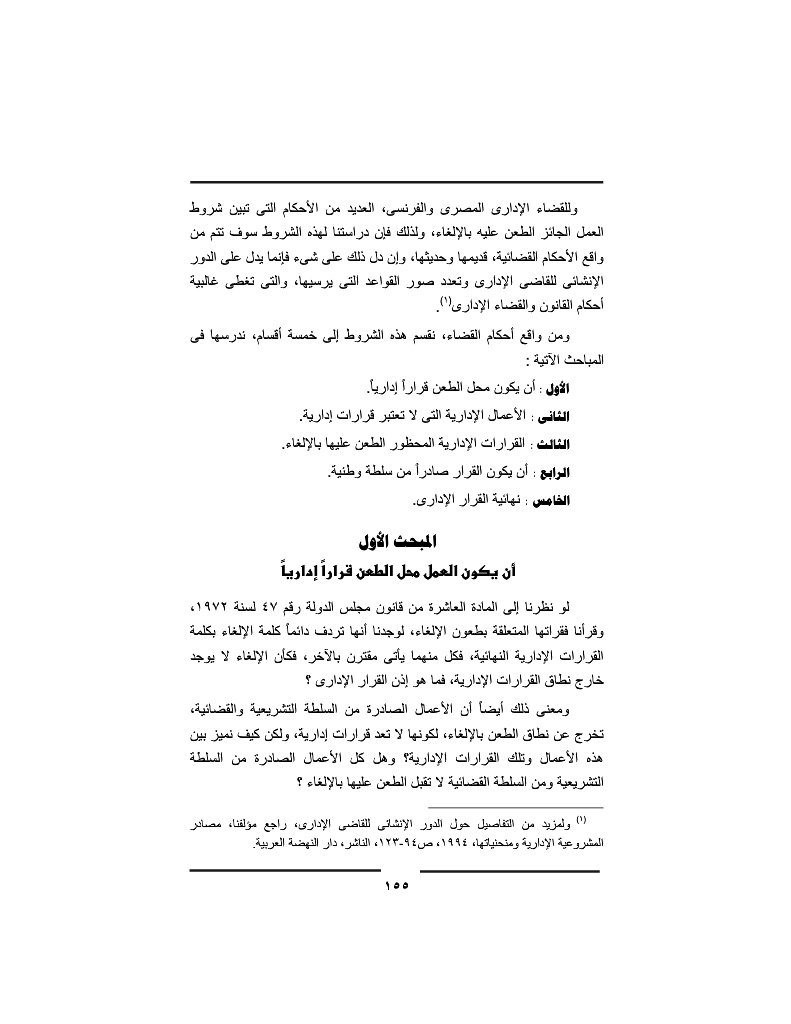 وللقضاء الإدارى المصرى والفرنسى، العديد من الأحكام التى تبين شروط
العمل الجائز الطعن عليه بالإلغاء، ولذلك فإن دراستنا لهذه الشروط سوف تتم من
واقع الأحكام القضائية، قديمها وحديثها، وإن دل ذلك على شىء فإنما يدل على الدور
الإنشائى للقاضى الإدارى وتعدد صور القواعد التى يرسيها، والتى تغطى غالبية
أحكام القانون والقضاء الإدارى(١).
ومن واقع أحكام القضاء، نقسم هذه الشروط إلى خمسة أقسام، ندرسها فى
المباحث الآتية :
الأول : أن يكون محل الطعن قراراً إدارياً.
الثانى : الأعمال الإدارية التى لا تعتبر قرارات إدارية.
الثالث : القرارات الإدارية المحظور الطعن عليها بالإلغاء.
الرابع : أن يكون القرار صادراً من سلطة وطنية.
الخامس : نهائية القرار الإدارى.
المبحث الأول
أن يكون العمل محل الطعن قراراً إدارياً
لو نظرنا إلى المادة العاشرة من قانون مجلس الدولة رقم ٤٧ لسنة ١٩٧٢،
وقرأنا فقراتها المتعلقة بطعون الإلغاء، لوجدنا أنها تردف دائماً كلمة الإلغاء بكلمة
القرارات الإدارية النهائية، فكل منهما يأتى مقترن بالآخر، فكأن الإلغاء لا يوجد
خارج نطاق القرارات الإدارية، فما هو إذن القرار الإدارى ؟
ومعنى ذلك أيضاً أن الأعمال الصادرة من السلطة التشريعية والقضائية،
تخرج عن نطاق الطعن بالإلغاء، لكونها لا تعد قرارات إدارية، ولكن كيف نميز بين
هذه الأعمال وتلك القرارات الإدارية؟ وهل كل الأعمال الصادرة من السلطة
التشريعية ومن السلطة القضائية لا تقبل الطعن عليها بالإلغاء ؟
(١) ولمزيد من التفاصيل حول الدور الإنشائى للقاضى الإدارى، راجع مؤلفنا، مصادر
المشروعية الإدارية ومنحنياتها، ١٩٩٤، ص٩٤-١٢٣، الناشر، دار النهضة العربية.
١٥٥